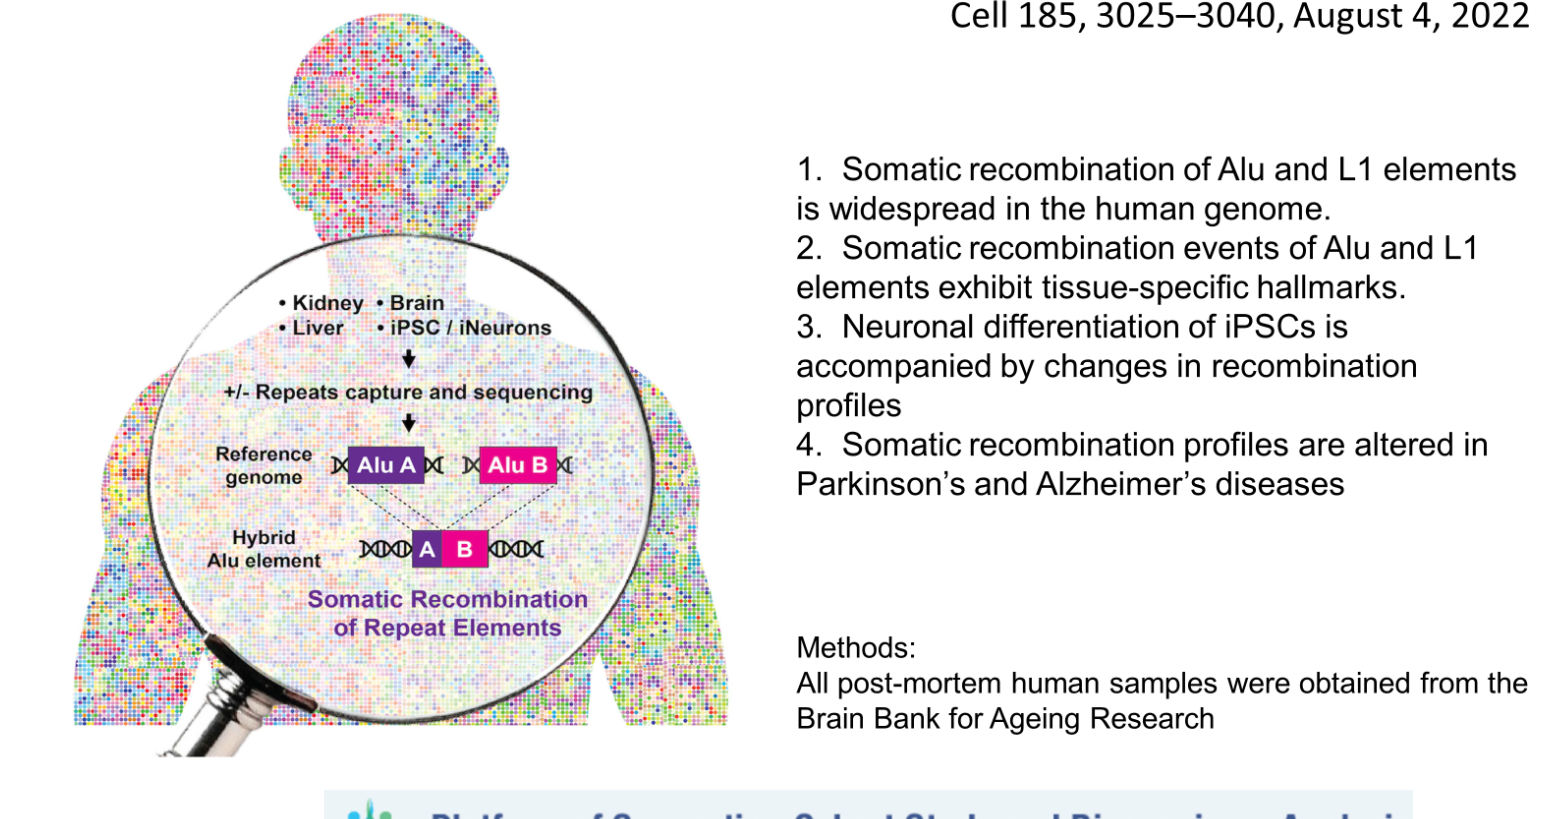 Cell 185, 3025–3040, August 4, 2022
• Kidney • Brain
• Liver • iPSC / iNeurons
+/- Repeats capture and sequencing
Reference
genome
Alu A
Alu B
Hybrid
Alu element
A
B
Somatic Recombination
of Repeat Elements
1. Somatic recombination of Alu and L1 elements
is widespread in the human genome.
2. Somatic recombination events of Alu and L1
elements exhibit tissue-specific hallmarks.
3. Neuronal differentiation of iPSCs is
accompanied by changes in recombination
profiles
4. Somatic recombination profiles are altered in
Parkinson’s and Alzheimer’s diseases
Methods:
All post-mortem human samples were obtained from the
Brain Bank for Ageing Research